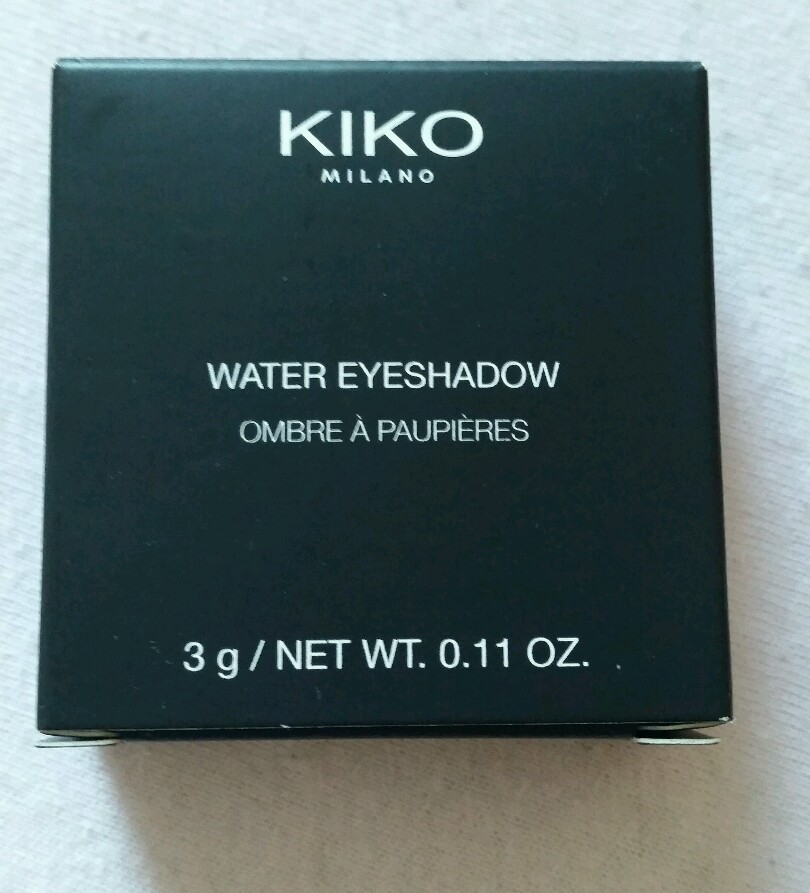 KIKO
MILANO
WATER EYESHADOW
OMBRE À PAUPIÈRES
3 g / NET WT. 0.11 OZ.